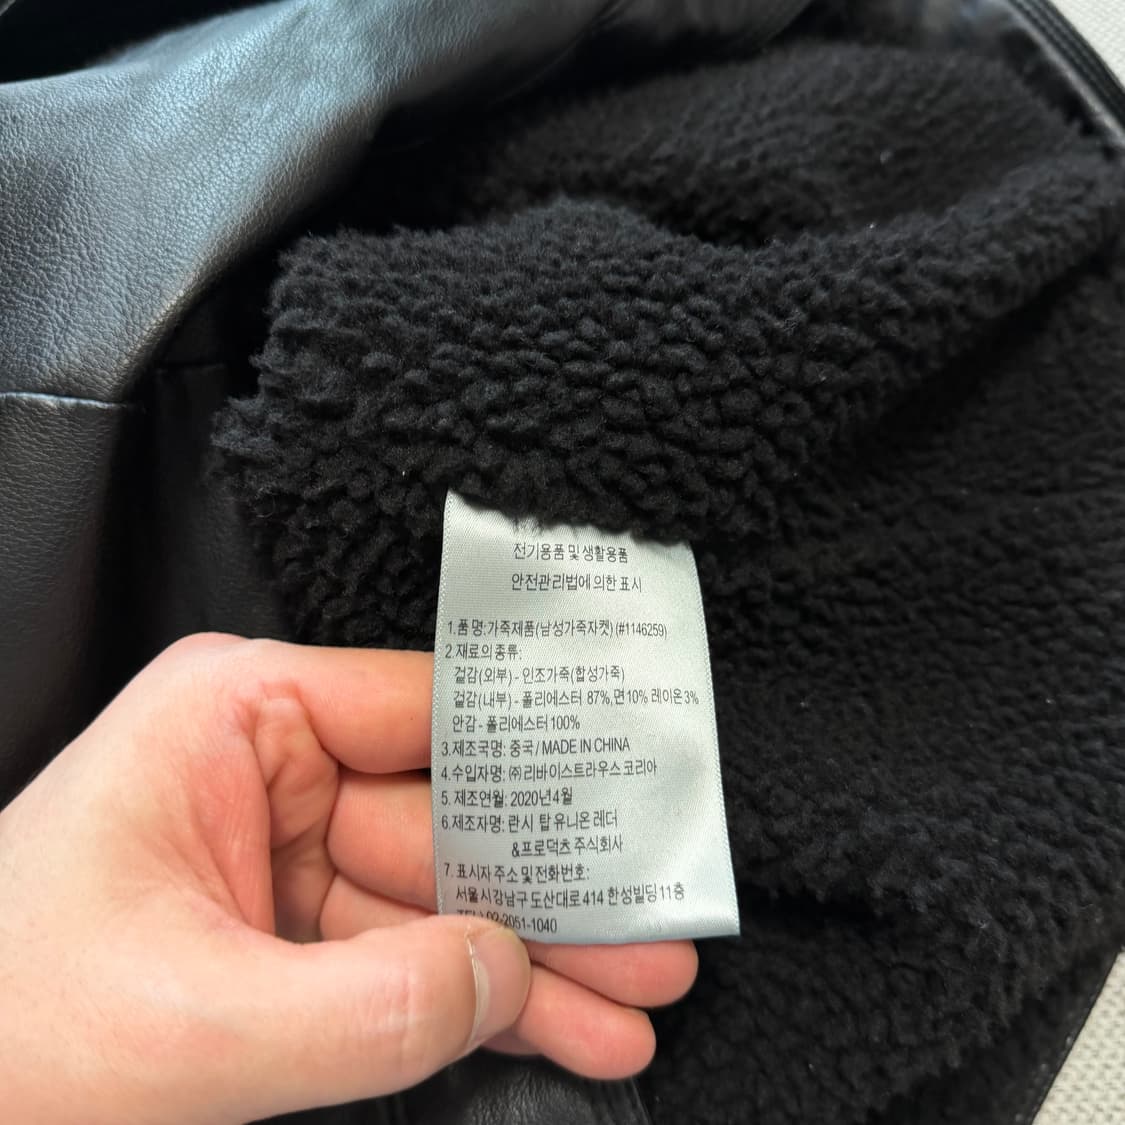 전기용품 및 생활용품
안전관리법에 의한 표시
1.품 명:가죽제품(남성가죽자켓) (#1146259)
2.재료의 종류:
겉감(외부) - 인조가죽(합성가죽)
겉감(내부) - 폴리에스터 87%,면10% 레이온3%
안감 - 폴리에스터 100%
3.제조국명: 중국 / MADE IN CHINA
4.수입자명: ㈜리바이스트라우스 코리아
5. 제조연월: 2020년 4월
6.제조자명: 란시 탑 유니온 레더
&프로덕츠 주식회사
7. 표시자 주소 및 전화번호:
서울시 강남구 도산대로 414 한성빌딩 11층
TEL) 02-2051-1040